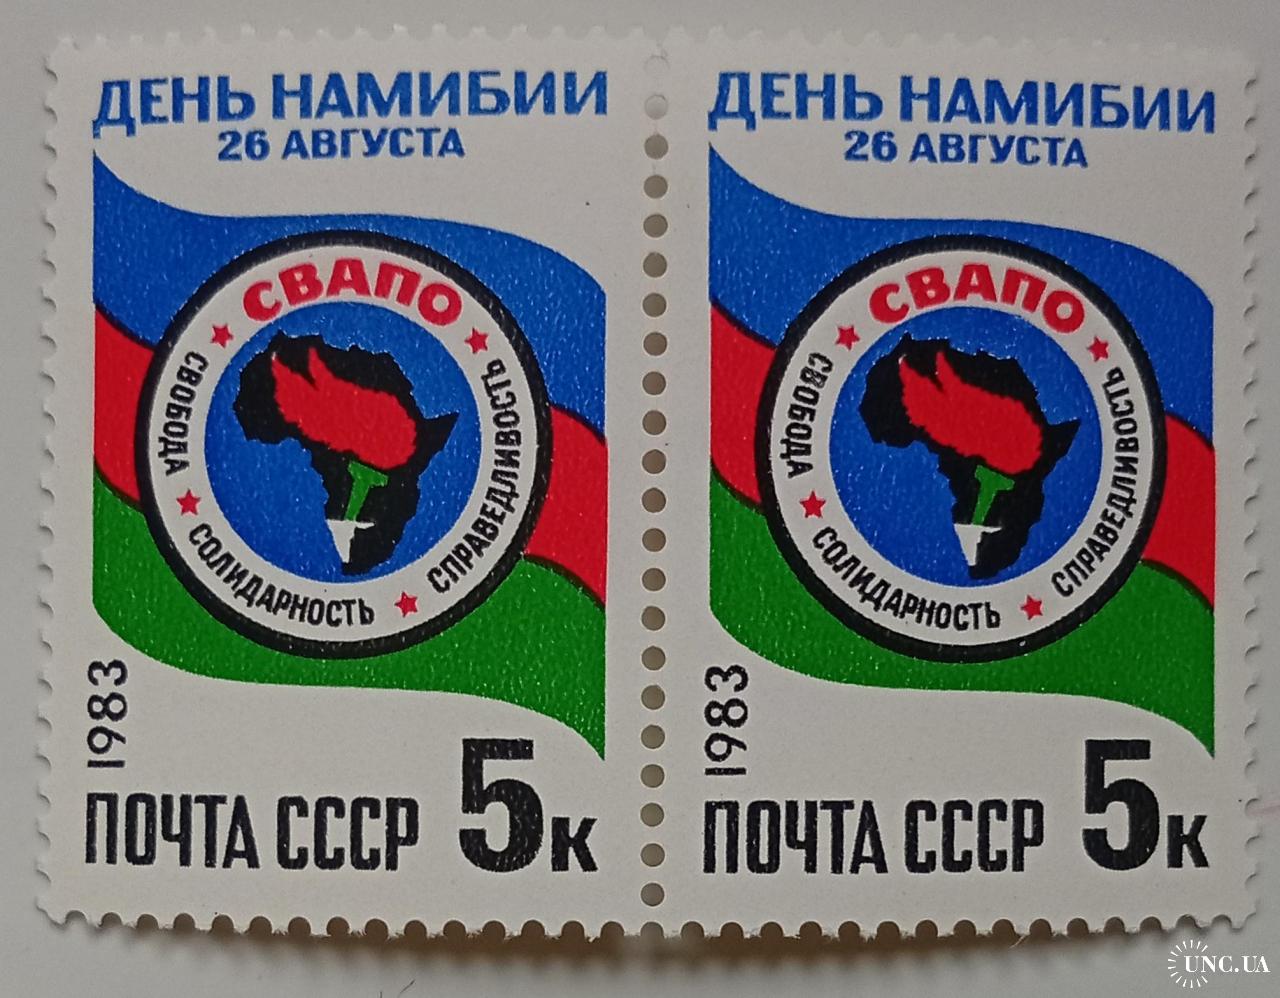 ДЕНЬ НАМИБИИ
26 АВГУСТА
СВАПО
СВОБОДА
СОЛИДАРНОСТЬ
СПРАВЕДЛИВОСТЬ
1983
ПОЧТА СССР 5к
ДЕНЬ НАМИБИИ
26 АВГУСТА
СВАПО
СВОБОДА
СОЛИДАРНОСТЬ
СПРАВЕДЛИВОСТЬ
1983
ПОЧТА СССР 5к
UNC.UA